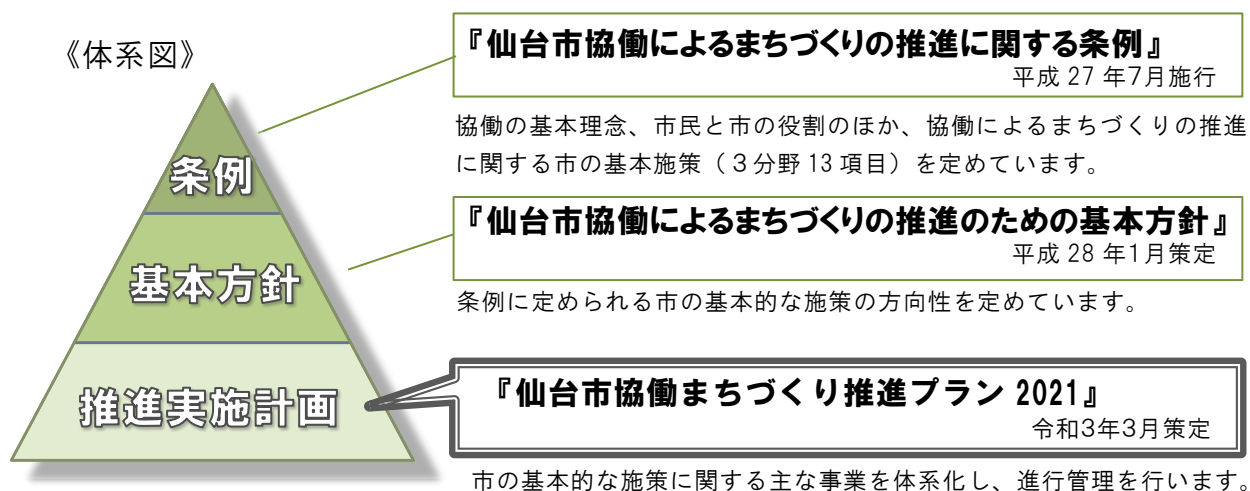 《体系図》
『仙台市協働によるまちづくりの推進に関する条例』
平成 27 年7月施行
協働の基本理念、市民と市の役割のほか、協働によるまちづくりの推進
に関する市の基本施策（３分野 13 項目）を定めています。
条例
『仙台市協働によるまちづくりの推進のための基本方針』
平成 28 年1月策定
基本方針
条例に定められる市の基本的な施策の方向性を定めています。
推進実施計画
『仙台市協働まちづくり推進プラン 2021』
令和3年3月策定
市の基本的な施策に関する主な事業を体系化し、進行管理を行います。